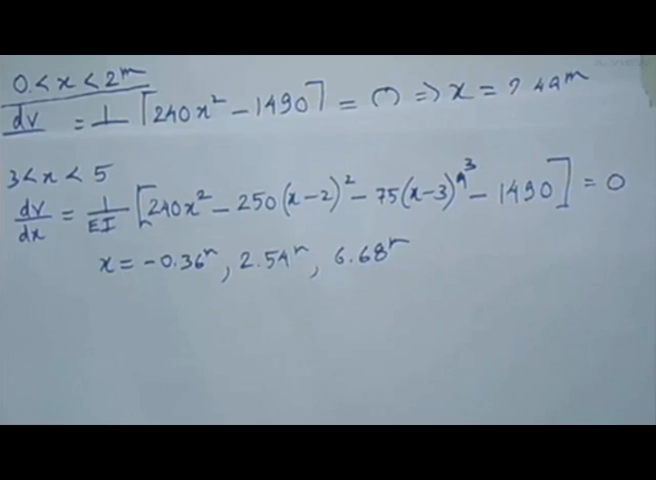 0 < x < 2ᵐ
dv = 1 [240x² - 1490] = 0 ⇒ x = 2.49ᵐ
3 < x < 5
dv/dx = 1/EI [240x² - 250(x-2)² - 75(x-3)³ - 1490] = 0
x = -0.36ᵐ, 2.54ᵐ, 6.68ᵐ